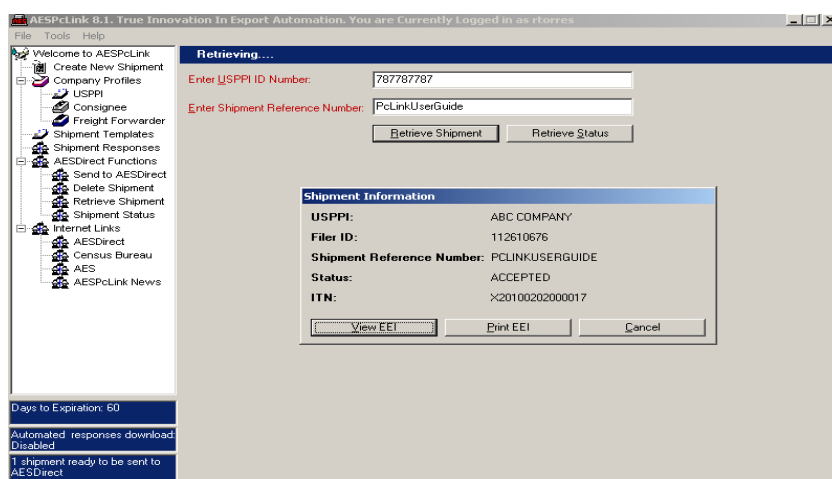 AESPcLink 8.1. True Innovation In Export Automation. You are Currently Logged in as rtorres
File Tools Help
Welcome to AESPcLink
Create New Shipment
Company Profiles
USPPI
Consignee
Freight Forwarder
Shipment Templates
Shipment Responses
AESDirect Functions
Send to AESDirect
Delete Shipment
Retrieve Shipment
Shipment Status
Internet Links
AESDirect
Census Bureau
AES
AESPcLink News
Days to Expiration: 60
Automated responses download:
Disabled
1 shipment ready to be sent to
AESDirect
Retrieving....
Enter USPPI ID Number: 787787787
Enter Shipment Reference Number: PcLinkUserGuide
Retrieve Shipment Retrieve Status
Shipment Information
USPPI: ABC COMPANY
Filer ID: 112610676
Shipment Reference Number: PCLINKUSERGUIDE
Status: ACCEPTED
ITN: X20100202000017
View EEI Print EEI Cancel